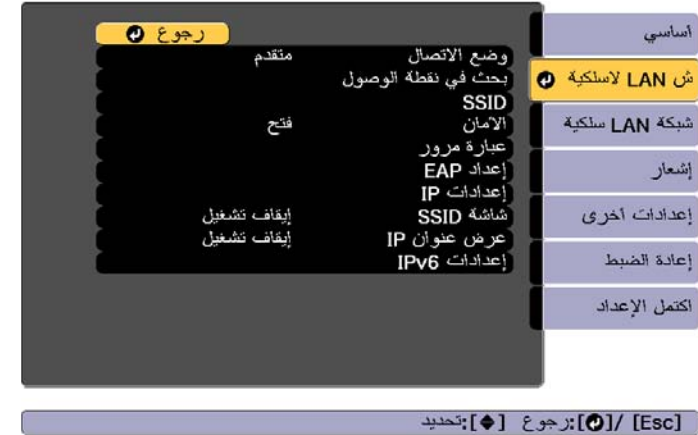 رجوع
وضع الاتصال متقدم
بحث في نقطة الوصول
SSID
الأمان فتح
عبارة مرور
إعداد EAP
إعدادات IP
شاشة SSID إيقاف تشغيل
عرض عنوان IP إيقاف تشغيل
إعدادات IPv6
أساسي
ش LAN لاسلكية
شبكة LAN سلكية
إشعار
إعدادات أخرى
إعادة الضبط
اكتمل الإعداد
[Esc] /[]:رجوع []:تحديد